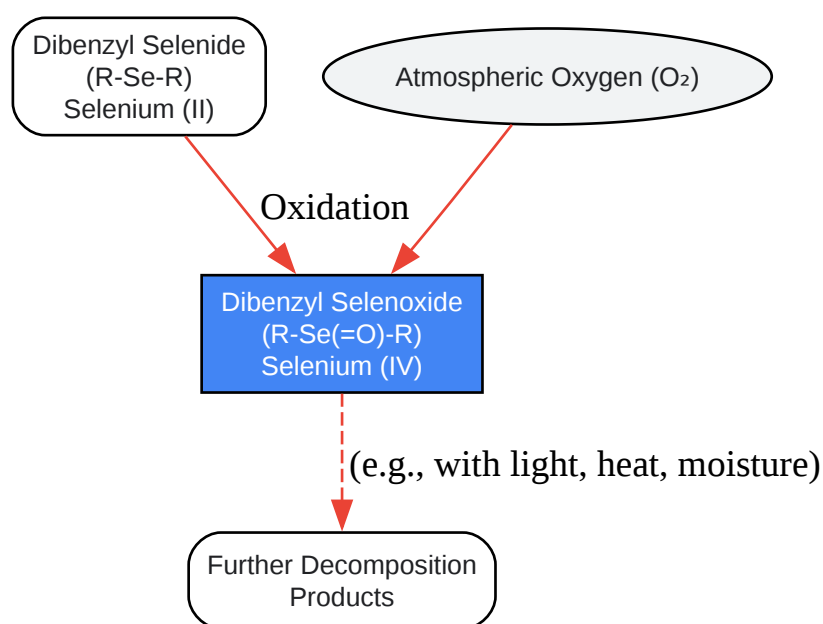 Dibenzyl Selenide
(R-Se-R)
Selenium (II)
Atmospheric Oxygen (O₂)
Oxidation
Dibenzyl Selenoxide
(R-Se(=O)-R)
Selenium (IV)
(e.g., with light, heat, moisture)
Further Decomposition
Products